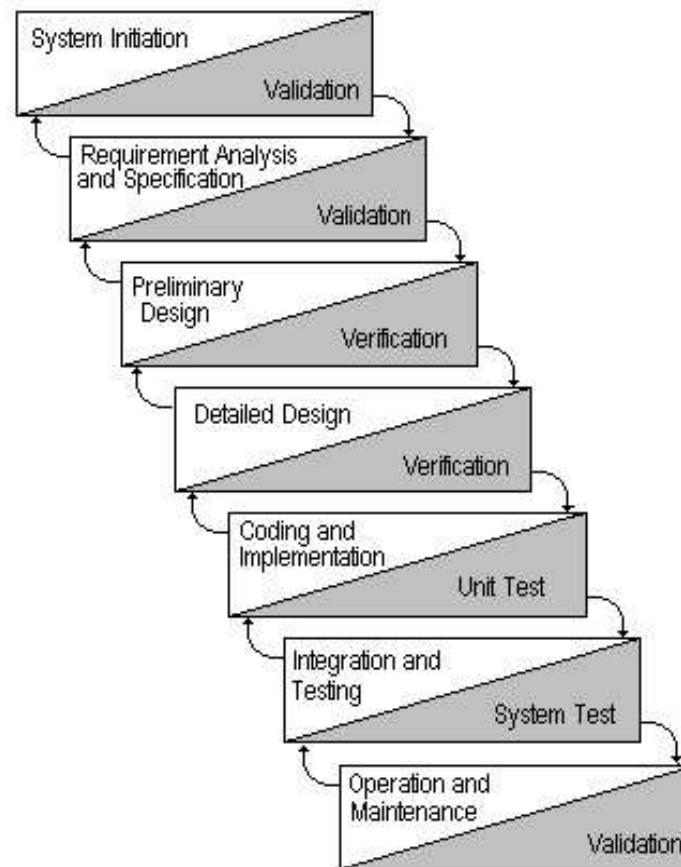 System Initiation
Validation
Requirement Analysis
and Specification
Validation
Preliminary
Design
Verification
Detailed Design
Verification
Coding and
Implementation
Unit Test
Integration and
Testing
System Test
Operation and
Maintenance
Validation